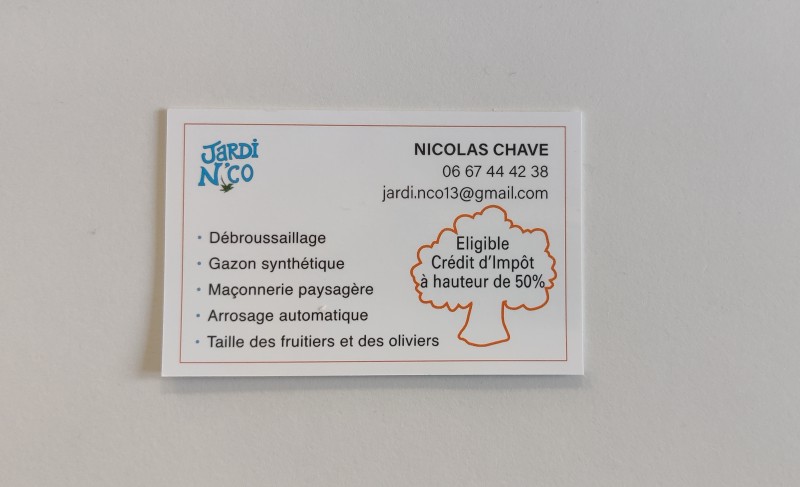 JARDI
N'CO
NICOLAS CHAVE
06 67 44 42 38
jardi.nco13@gmail.com
• Débroussaillage
• Gazon synthétique
• Maçonnerie paysagère
• Arrosage automatique
• Taille des fruitiers et des oliviers
Eligible
Crédit d'Impôt
à hauteur de 50%